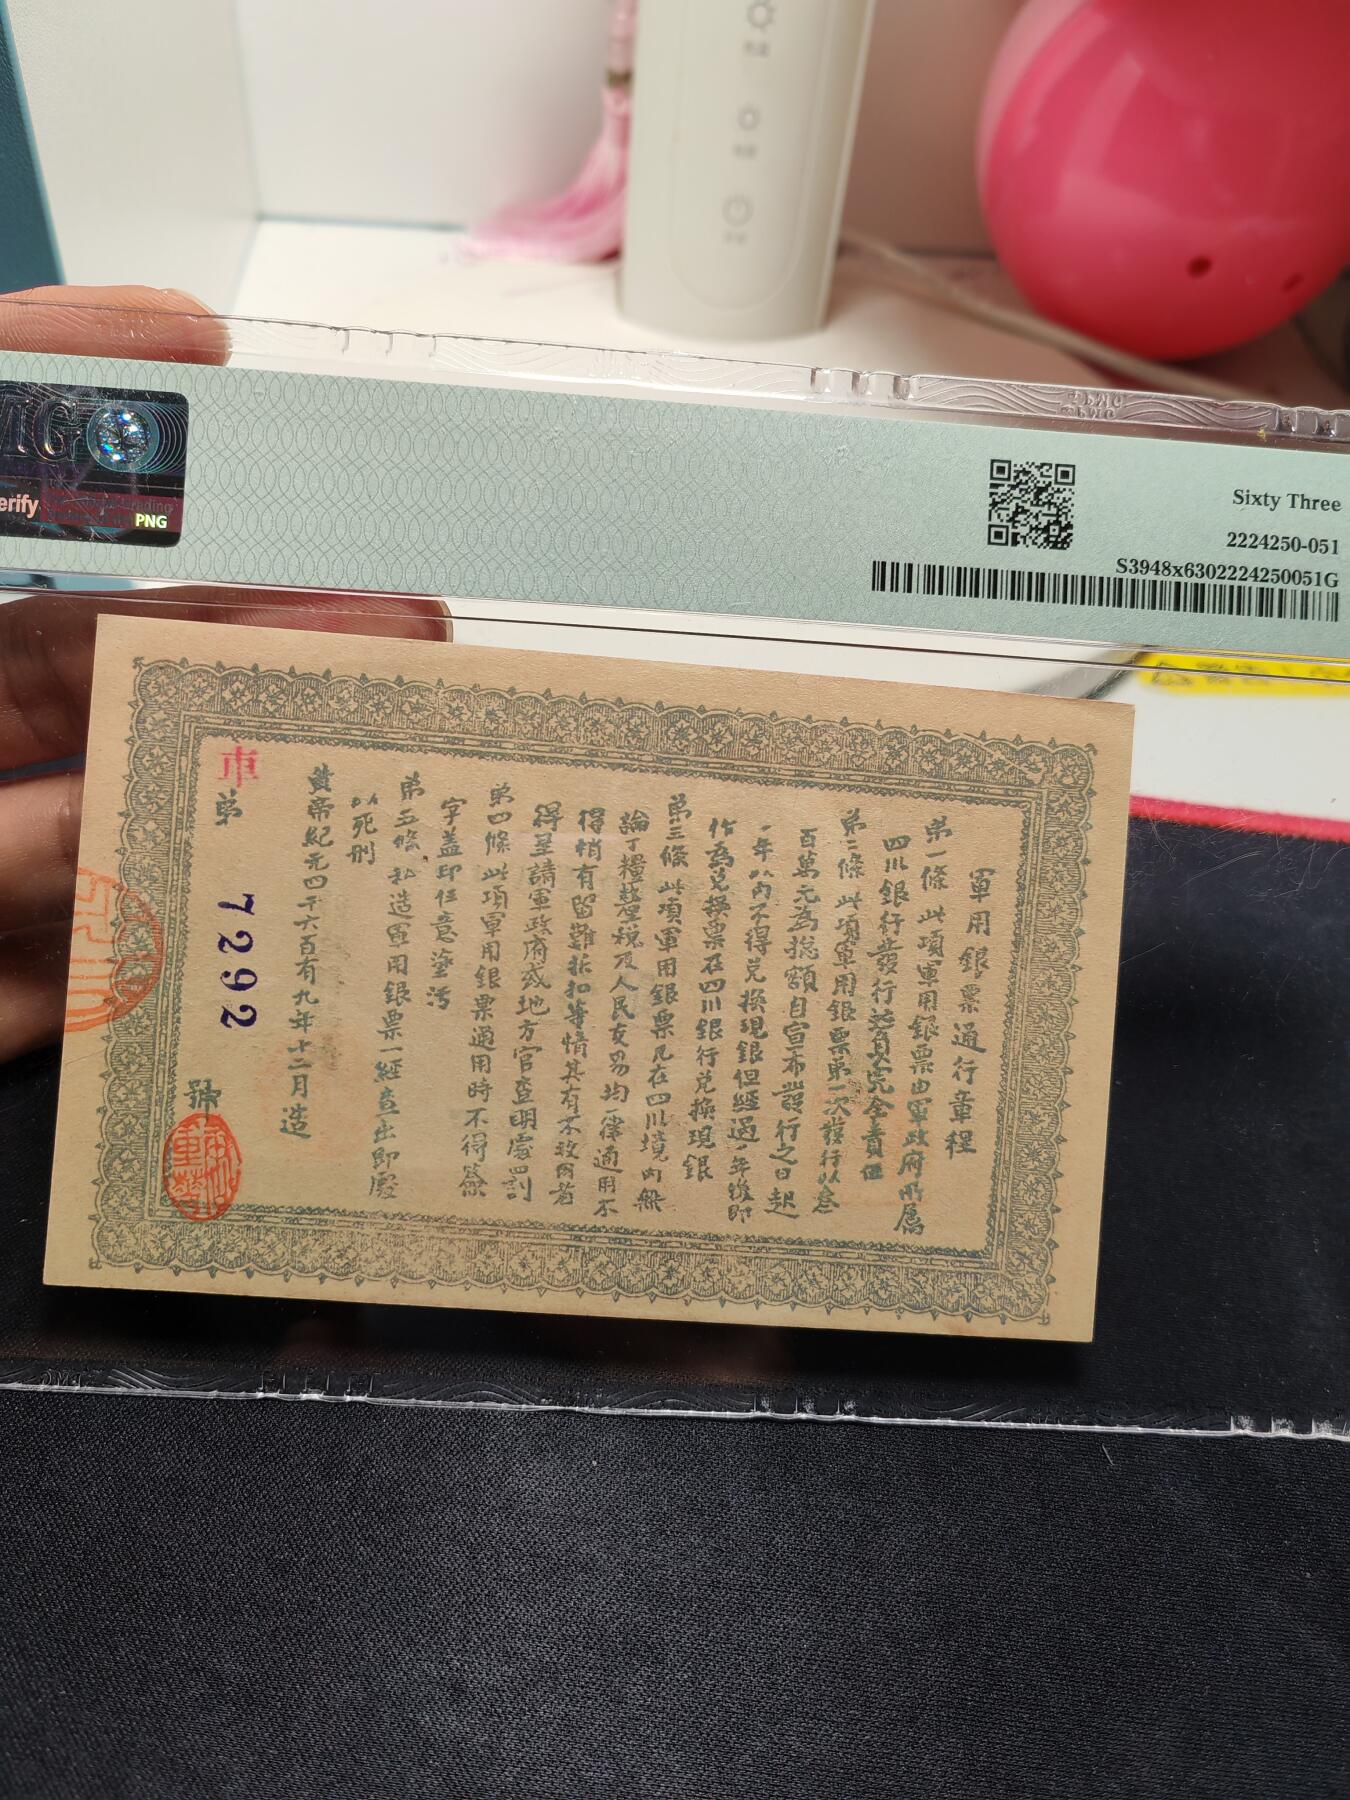 MG
erify
PNG
Sixty Three
2224250-051
S3948x6302224250051G
軍用銀票通行章程
第一條 此項軍用銀票由軍政府所屬
四川銀行發行並負完全責任
第二條 此項軍用銀票第一次發行以叁
百萬元為總額自宣布發行之日起
一年以內不得兌換現銀但經過一年後即
作為兌換票在四川銀行兌換現銀
第三條 此項軍用銀票凡在四川境內無
論丁糧釐稅及人民交易均一律通用不
得稍有留難折扣等情其有不收用者
得呈請軍政府或地方官查明處罰
第四條 此項軍用銀票通用時不得簽
字蓋印任意塗污
第五條 私造軍用銀票一經查出即處
以死刑
黃帝紀元四千六百有九年十二月造
車
第 7292 號